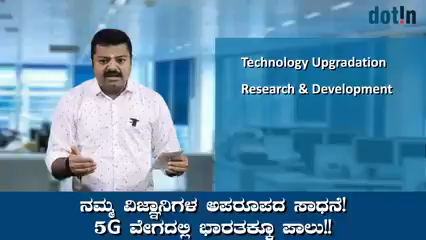 dot!n
Technology Upgradation
Research & Development
ನಮ್ಮ ವಿಜ್ಞಾನಿಗಳ ಅಪರೂಪದ ಸಾಧನೆ!
5G ವೇಗದಲ್ಲಿ ಭಾರತಕ್ಕೂ ಪಾಲು!!